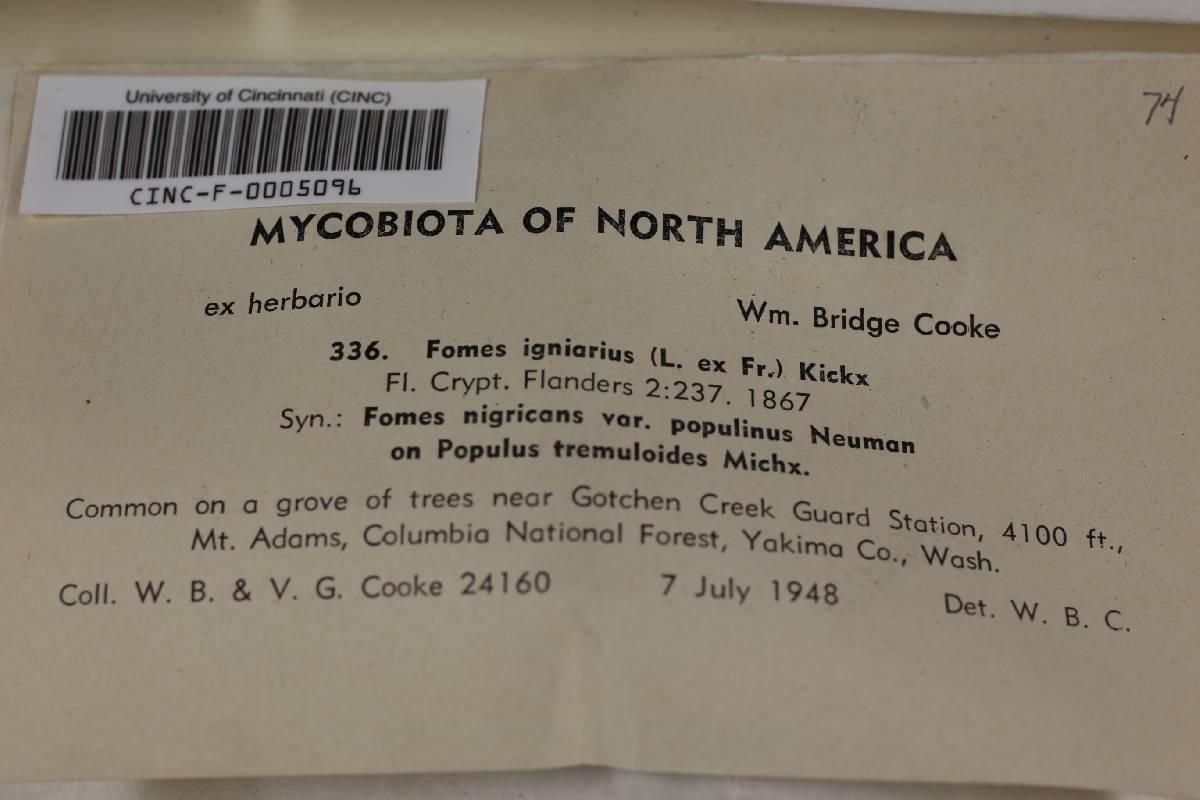 University of Cincinnati (CINC)
CINC-F-0005096
74
MYCOBIOTA OF NORTH AMERICA
ex herbario Wm. Bridge Cooke
336. Fomes igniarius (L. ex Fr.) Kickx
Fl. Crypt. Flanders 2:237. 1867
Syn.: Fomes nigricans var. populinus Neuman
on Populus tremuloides Michx.
Common on a grove of trees near Gotchen Creek Guard Station, 4100 ft.,
Mt. Adams, Columbia National Forest, Yakima Co., Wash.
Coll. W. B. & V. G. Cooke 24160 7 July 1948 Det. W. B. C.